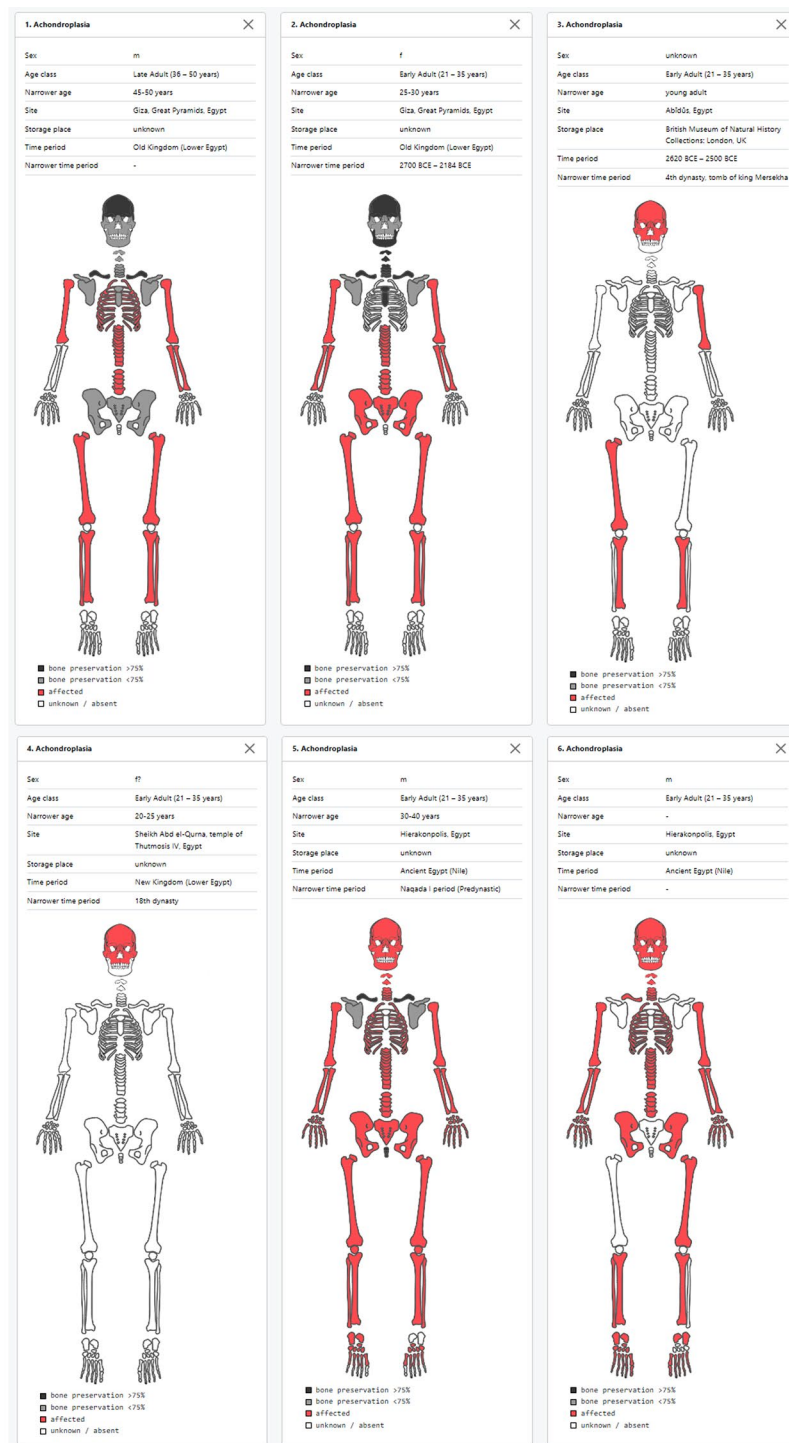 1. Achondroplasia
Sex m
Age class Late Adult (36 – 50 years)
Narrower age 45-50 years
Site Giza, Great Pyramids, Egypt
Storage place unknown
Time period Old Kingdom (Lower Egypt)
Narrower time period -
bone preservation >75%
bone preservation <75%
affected
unknown / absent
2. Achondroplasia
Sex f
Age class Early Adult (21 – 35 years)
Narrower age 25-30 years
Site Giza, Great Pyramids, Egypt
Storage place unknown
Time period Old Kingdom (Lower Egypt)
Narrower time period 2700 BCE – 2184 BCE
bone preservation >75%
bone preservation <75%
affected
unknown / absent
3. Achondroplasia
Sex unknown
Age class Early Adult (21 – 35 years)
Narrower age young adult
Site Abîdûs, Egypt
Storage place British Museum of Natural History
Collections: London, UK
Time period 2620 BCE – 2500 BCE
Narrower time period 4th dynasty, tomb of king Mersekha
bone preservation >75%
bone preservation <75%
affected
unknown / absent
4. Achondroplasia
Sex f?
Age class Early Adult (21 – 35 years)
Narrower age 20-25 years
Site Sheikh Abd el-Qurna, temple of
Thutmosis IV, Egypt
Storage place unknown
Time period New Kingdom (Lower Egypt)
Narrower time period 18th dynasty
bone preservation >75%
bone preservation <75%
affected
unknown / absent
5. Achondroplasia
Sex m
Age class Early Adult (21 – 35 years)
Narrower age 30-40 years
Site Hierakonpolis, Egypt
Storage place unknown
Time period Ancient Egypt (Nile)
Narrower time period Naqada I period (Predynastic)
bone preservation >75%
bone preservation <75%
affected
unknown / absent
6. Achondroplasia
Sex m
Age class Early Adult (21 – 35 years)
Narrower age -
Site Hierakonpolis, Egypt
Storage place unknown
Time period Ancient Egypt (Nile)
Narrower time period -
bone preservation >75%
bone preservation <75%
affected
unknown / absent